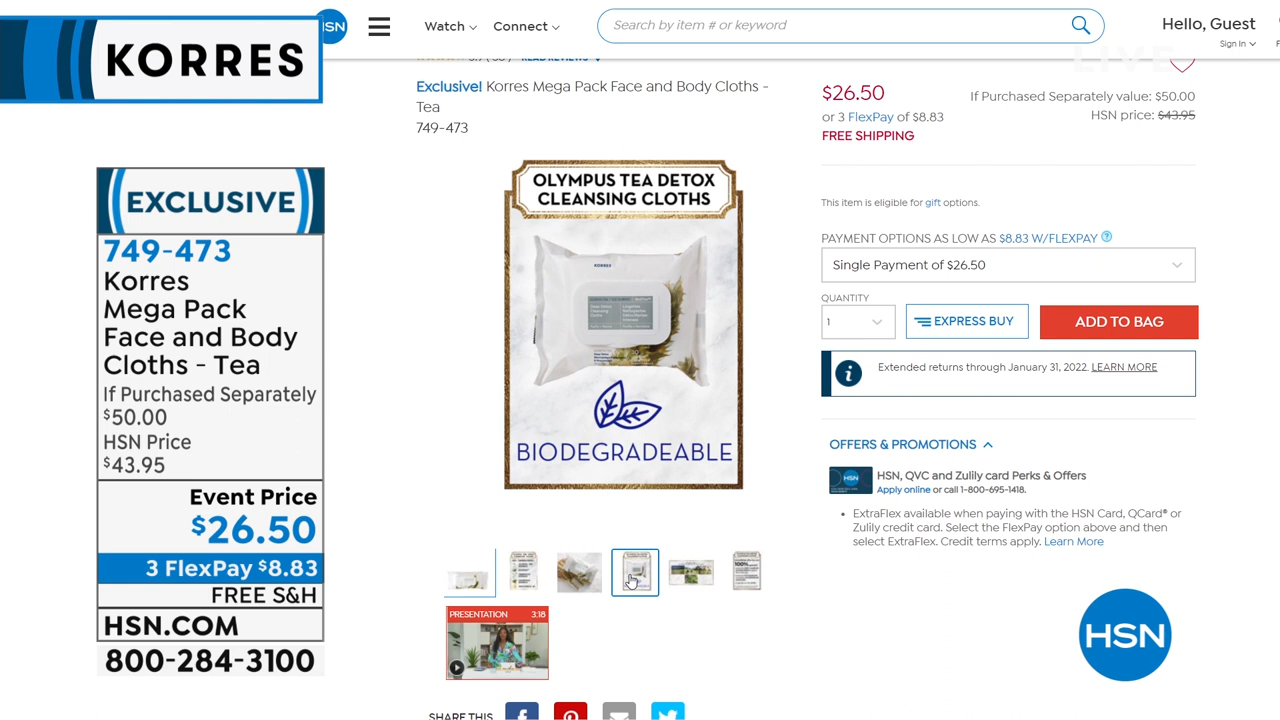 KORRES
HSN
Watch
Connect
Search by item # or keyword
Hello, Guest
Sign In
LIVE
READ REVIEWS
Exclusive! Korres Mega Pack Face and Body Cloths -
Tea
749-473
$26.50
or 3 FlexPay of $8.83
FREE SHIPPING
If Purchased Separately value: $50.00
HSN price: $43.95
This item is eligible for gift options.
PAYMENT OPTIONS AS LOW AS $8.83 W/FLEXPAY ?
Single Payment of $26.50
QUANTITY
1
EXPRESS BUY
ADD TO BAG
Extended returns through January 31, 2022. LEARN MORE
OFFERS & PROMOTIONS
HSN
HSN, QVC and Zulily card Perks & Offers
Apply online or call 1-800-695-1418.
• ExtraFlex available when paying with the HSN Card, QCard® or
Zulily credit card. Select the FlexPay option above and then
select ExtraFlex. Credit terms apply. Learn More
EXCLUSIVE
749-473
Korres
Mega Pack
Face and Body
Cloths - Tea
If Purchased Separately
$50.00
HSN Price
$43.95
Event Price
$26.50
3 FlexPay $8.83
FREE S&H
HSN.COM
800-284-3100
OLYMPUS TEA DETOX
CLEANSING CLOTHS
KORRES
BIODEGRADEABLE
100%
PRESENTATION 3:18
SHARE THIS
HSN